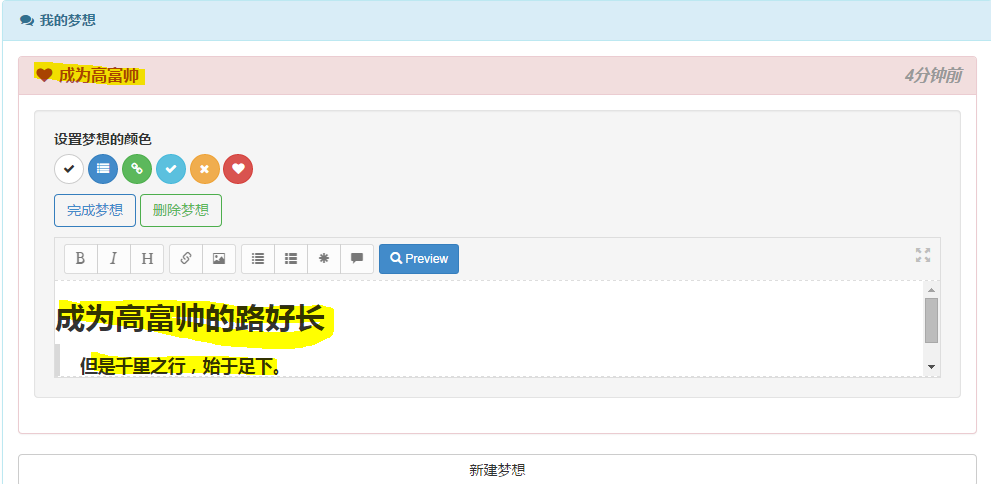 我的梦想
成为高富帅 4分钟前
设置梦想的颜色
完成梦想 删除梦想
B I H Preview
成为高富帅的路好长
但是千里之行，始于足下。
新建梦想